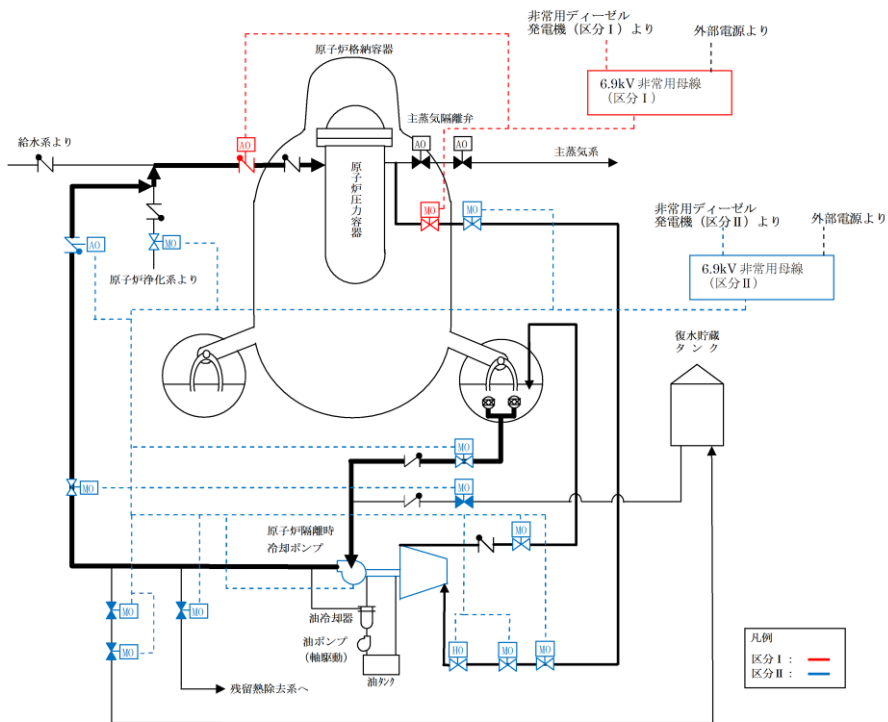 非常用ディーゼル
発電機（区分Ⅰ）より
外部電源より
原子炉格納容器
6.9kV 非常用母線
（区分Ⅰ）
給水系より
AO
主蒸気隔離弁
AO
AO
主蒸気系
原子炉圧力容器
MO
MO
非常用ディーゼル
発電機（区分Ⅱ）より
外部電源より
AO
MO
6.9kV 非常用母線
（区分Ⅱ）
原子炉浄化系より
復水貯蔵
タンク
MO
MO
MO
原子炉隔離時
冷却ポンプ
MO
MO
MO
油冷却器
油ポンプ
（軸駆動）
MO
HO
MO
MO
油タンク
残留熱除去系へ
凡例
区分Ⅰ：
区分Ⅱ：